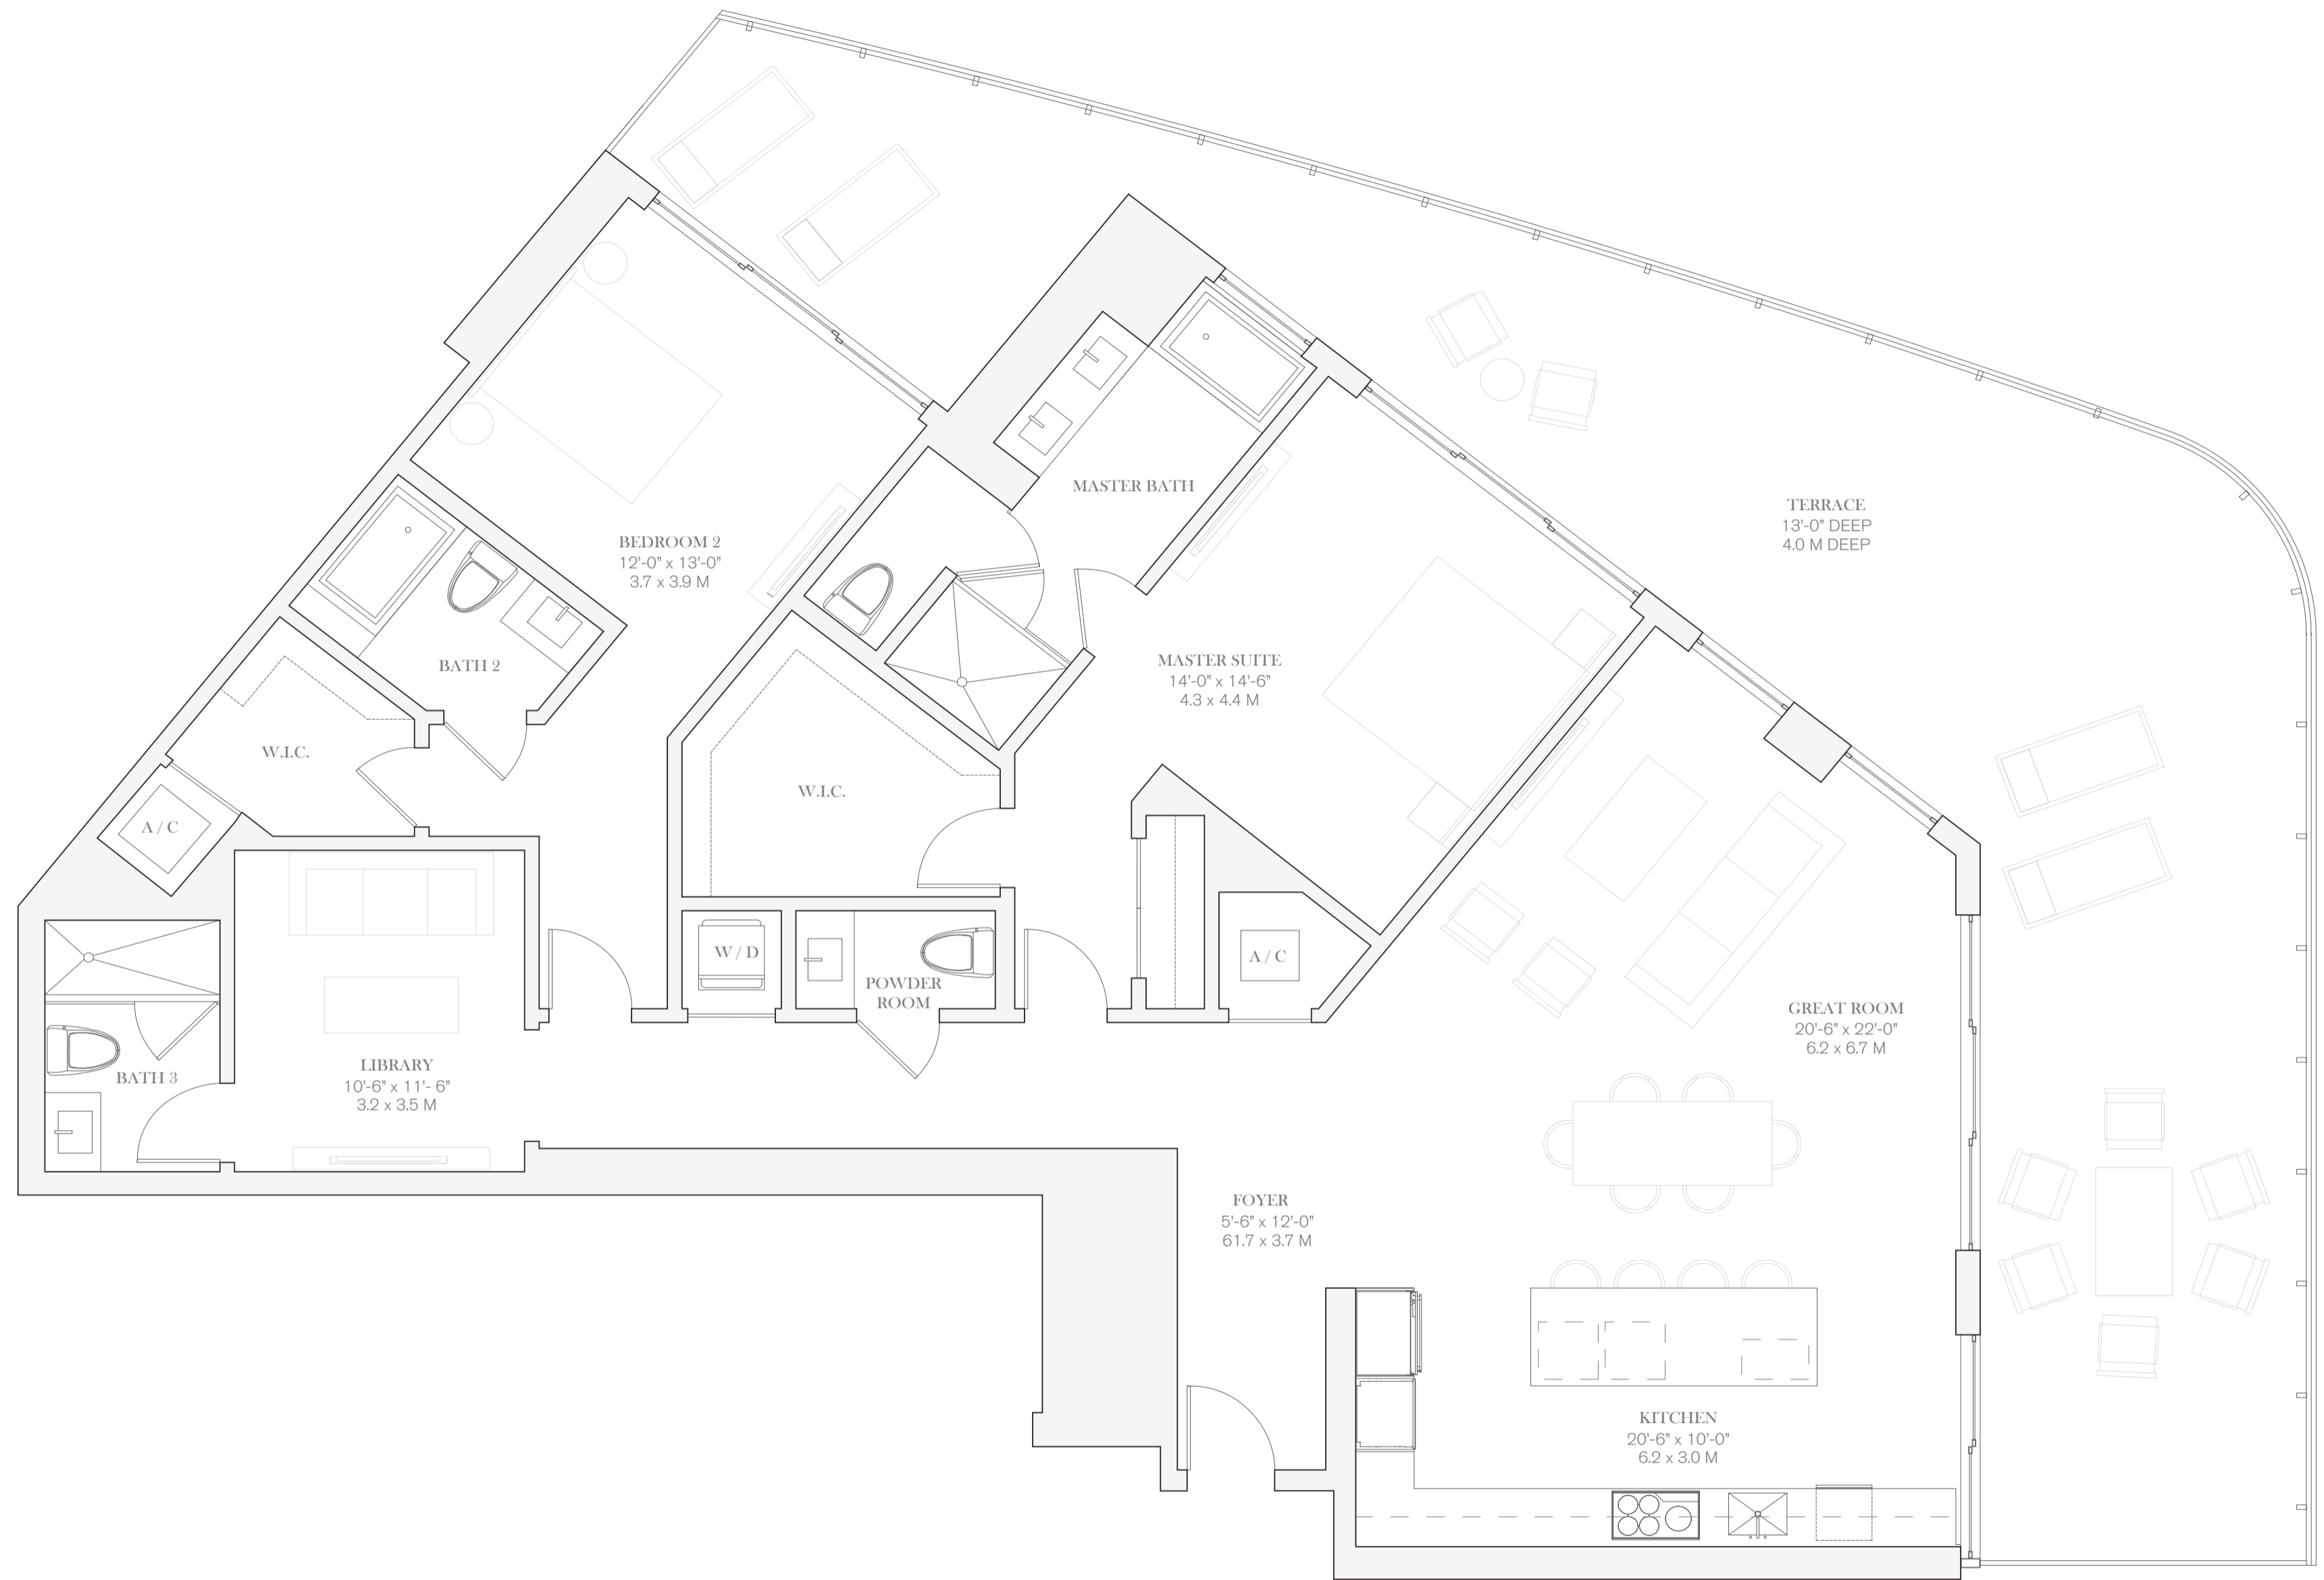 TERRACE
13'-0" DEEP
4.0 M DEEP
MASTER BATH
BEDROOM 2
12'-0" x 13'-0"
3.7 x 3.9 M
BATH 2
MASTER SUITE
14'-0" x 14'-6"
4.3 x 4.4 M
W.I.C.
W.I.C.
A / C
W / D
POWDER
ROOM
A / C
GREAT ROOM
20'-6" x 22'-0"
6.2 x 6.7 M
LIBRARY
10'-6" x 11'- 6"
3.2 x 3.5 M
BATH 3
FOYER
5'-6" x 12'-0"
61.7 x 3.7 M
KITCHEN
20'-6" x 10'-0"
6.2 x 3.0 M